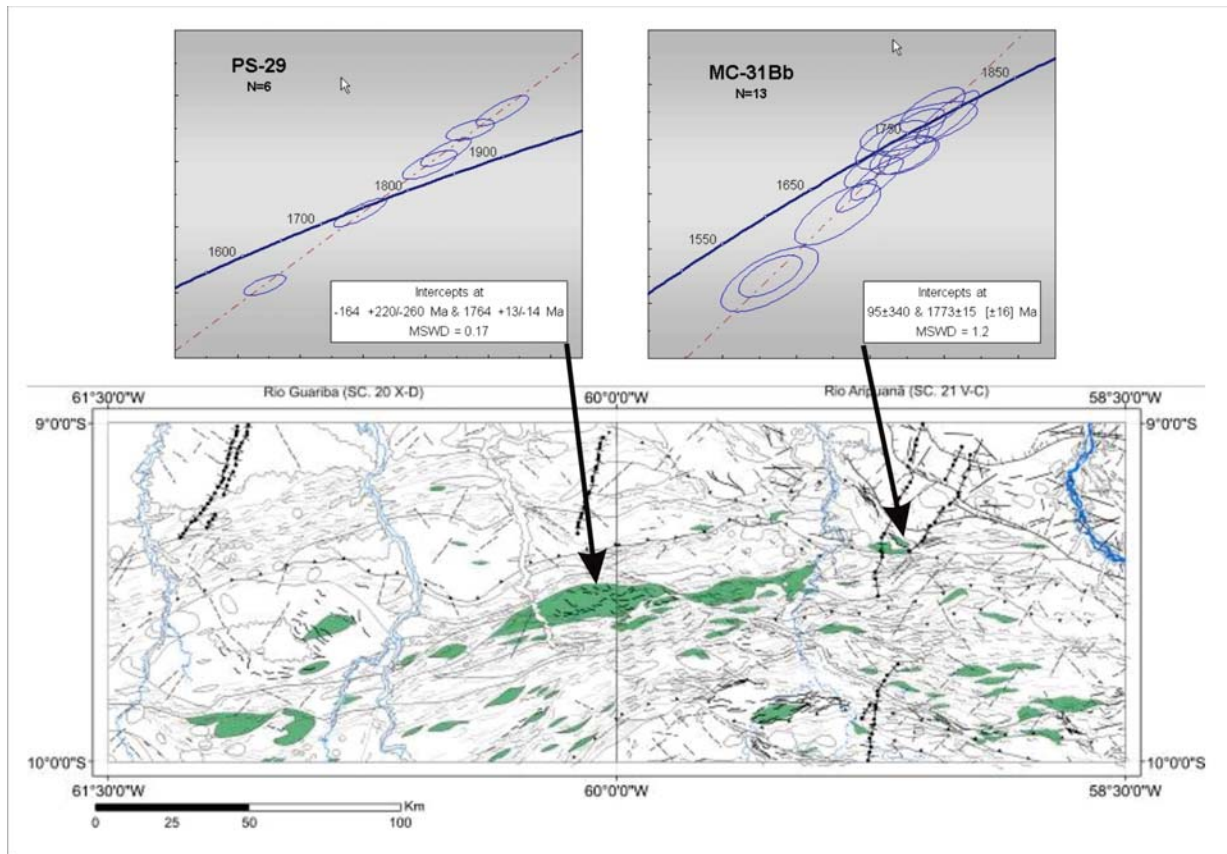 PS-29
N=6
1600
1700
1800
1900
Intercepts at
-164 +220/-260 Ma & 1764 +13/-14 Ma
MSWD = 0.17
MC-31Bb
N=13
1550
1650
1750
1850
Intercepts at
95±340 & 1773±15 [±16] Ma
MSWD = 1.2
61°30'0"W
Rio Guariba (SC. 20 X-D)
60°0'0"W
Rio Aripuanã (SC. 21 V-C)
58°30'0"W
9°0'0"S
9°0'0"S
10°0'0"S
10°0'0"S
61°30'0"W
60°0'0"W
58°30'0"W
Km
0 25 50 100